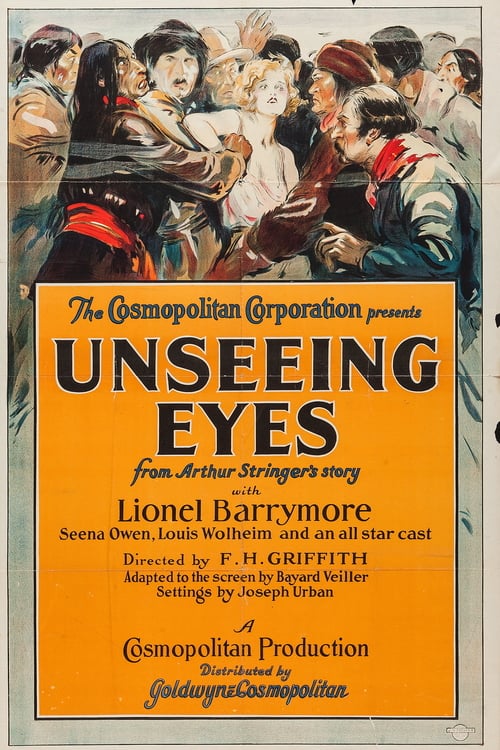 The Cosmopolitan Corporation presents
UNSEEING
EYES
from Arthur Stringer's story
with
Lionel Barrymore
Seena Owen, Louis Wolheim and an all star cast
Directed by F. H. GRIFFITH
Adapted to the screen by Bayard Veiller
Settings by Joseph Urban
A
Cosmopolitan Production
Distributed by
Goldwyn-Cosmopolitan